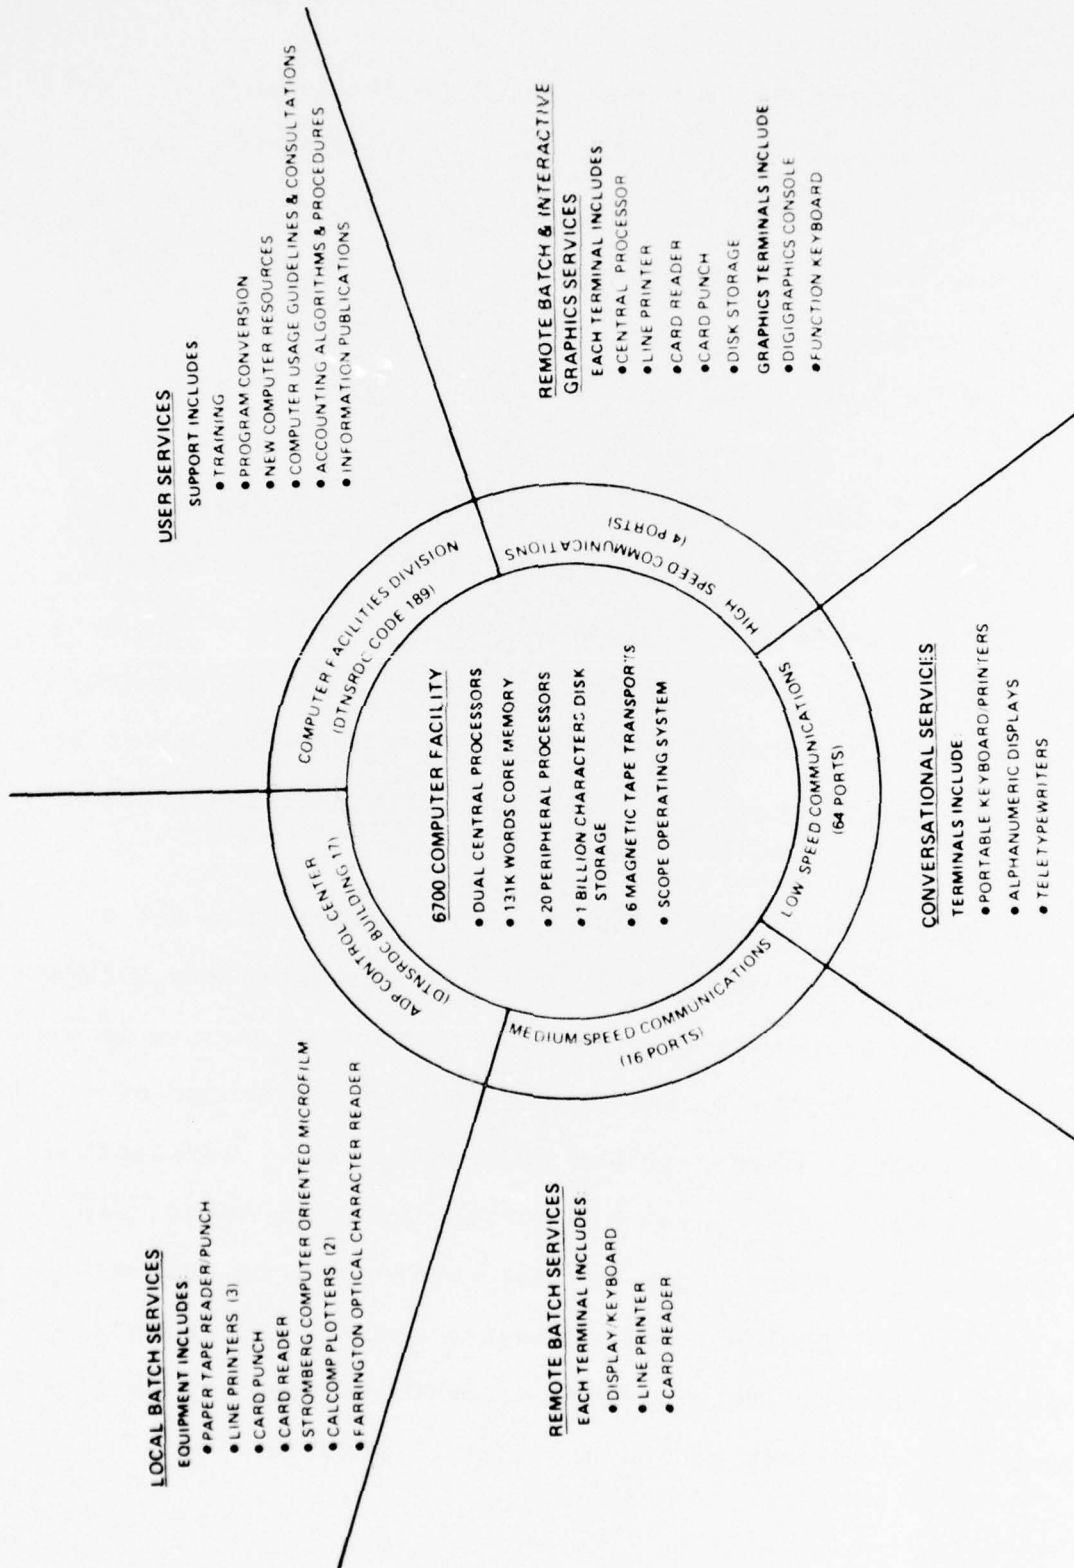 LOCAL BATCH SERVICES
EQUIPMENT INCLUDES:
• PAPER TAPE READER/PUNCH
• LINE PRINTERS (3)
• CARD PUNCH
• CARD READER
• STROMBERG COMPUTER ORIENTED MICROFILM
• CALCOMP PLOTTERS (2)
• FARRINGTON OPTICAL CHARACTER READER
USER SERVICES
SUPPORT INCLUDES
• TRAINING
• PROGRAM CONVERSION
• NEW COMPUTER RESOURCES
• COMPUTER USAGE GUIDELINES & CONSULTATIONS
• ACCOUNTING ALGORITHMS & PROCEDURES
• INFORMATION PUBLICATIONS
ADP CONTROL CENTER
(DTNSRDC BUILDING 17)
COMPUTER FACILITIES DIVISION
(DTNSRDC CODE 189)
6700 COMPUTER FACILITY
• DUAL CENTRAL PROCESSORS
• 131K WORDS CORE MEMORY
• 20 PERIPHERAL PROCESSORS
• 1 BILLION CHARACTERS DISK
STORAGE
• 6 MAGNETIC TAPE TRANSPORTS
• SCOPE OPERATING SYSTEM
MEDIUM SPEED COMMUNICATIONS
(16 PORTS)
LOW SPEED COMMUNICATIONS
(64 PORTS)
HIGH SPEED COMMUNICATIONS
(4 PORTS)
REMOTE BATCH SERVICES
EACH TERMINAL INCLUDES:
• DISPLAY/KEYBOARD
• LINE PRINTER
• CARD READER
CONVERSATIONAL SERVICES
TERMINALS INCLUDE:
• PORTABLE KEYBOARD/PRINTERS
• ALPHANUMERIC DISPLAYS
• TELETYPEWRITERS
REMOTE BATCH & INTERACTIVE
GRAPHICS SERVICES
EACH TERMINAL INCLUDES
• CENTRAL PROCESSOR
• LINE PRINTER
• CARD READER
• CARD PUNCH
• DISK STORAGE
GRAPHICS TERMINALS INCLUDE:
• DIGIGRAPHICS CONSOLE
• FUNCTION KEYBOARD